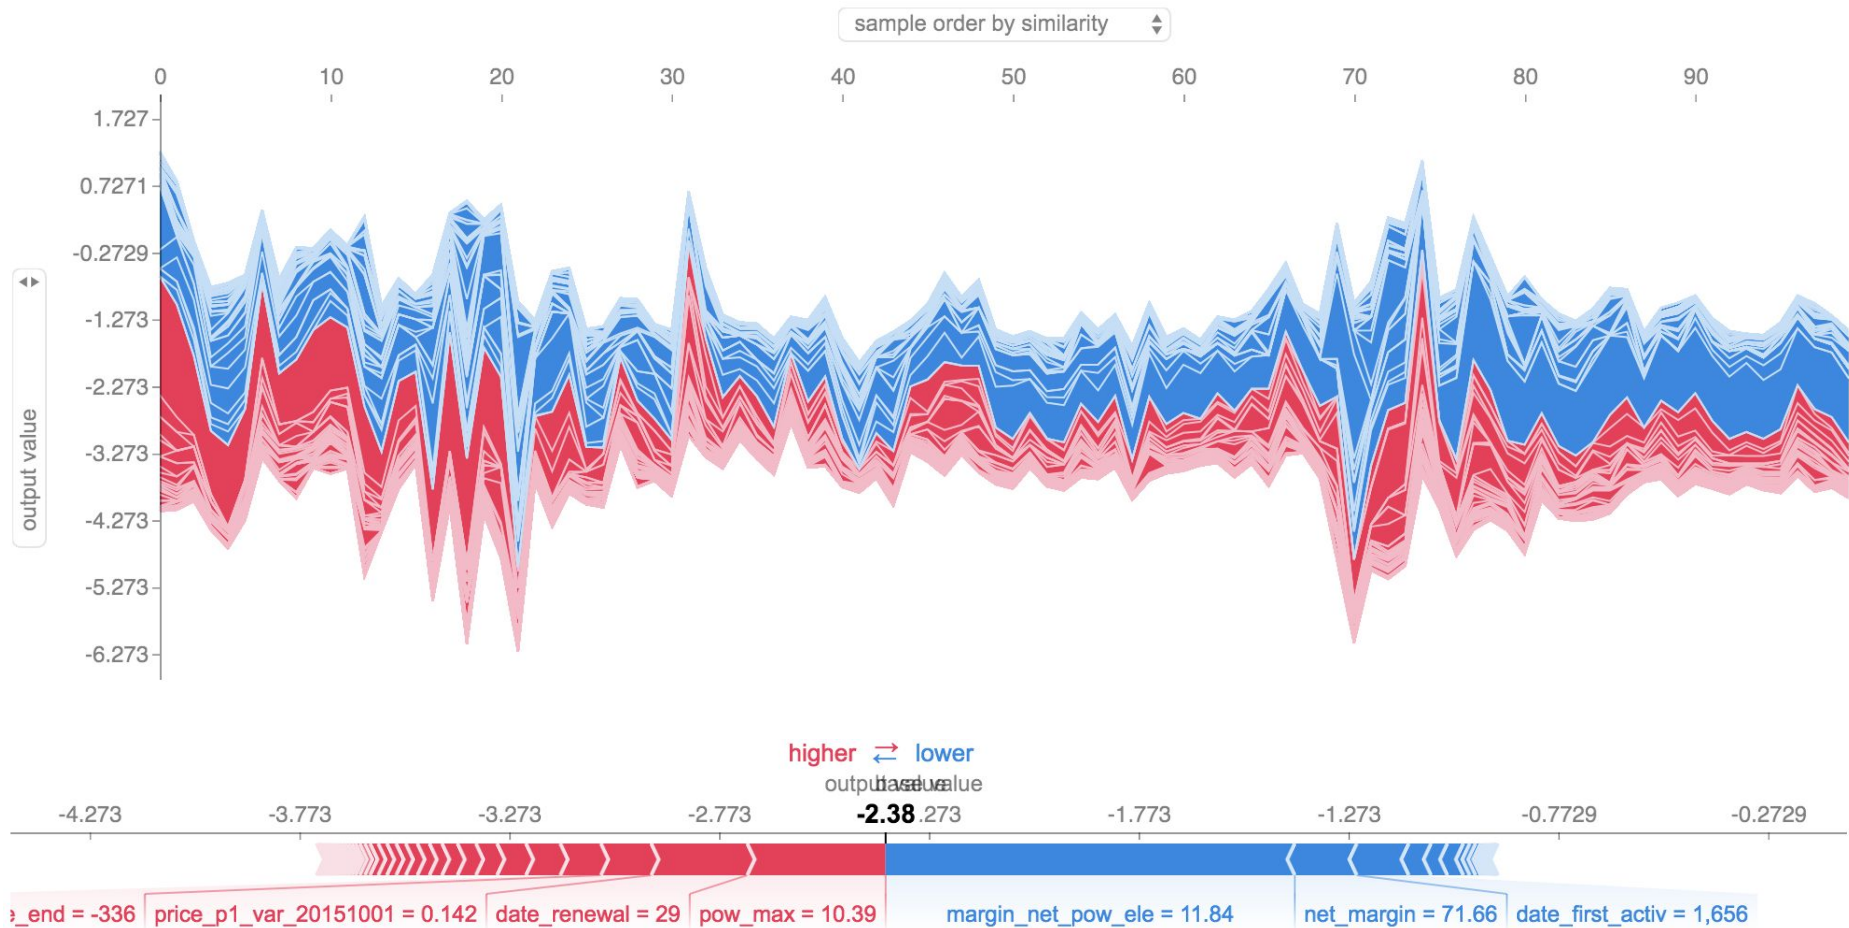 sample order by similarity
0 10 20 30 40 50 60 70 80 90
1.727
0.7271
-0.2729
-1.273
-2.273
-3.273
-4.273
-5.273
-6.273
output value
higher lower
-4.273 -3.773 -3.273 -2.773 -2.38 -1.773 -1.273 -0.7729 -0.2729
_end = -336 price_p1_var_20151001 = 0.142 date_renewal = 29 pow_max = 10.39 margin_net_pow_ele = 11.84 net_margin = 71.66 date_first_activ = 1,656